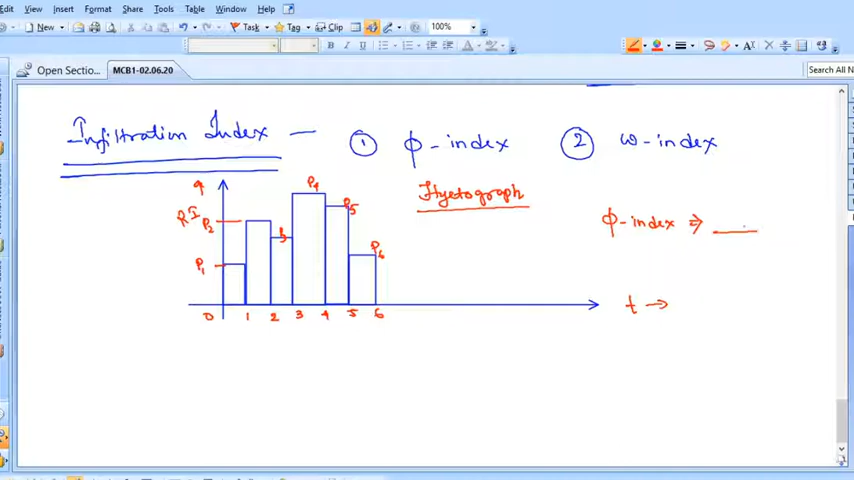 Edit View Insert Format Tools Table Window Help
New Task Tag Clip 100%
Open Sectio... MCB1-02.06.20 Search All N
Infiltration Index — ① φ-index ② ω-index
P4 Hyetograph
RI P2 P3 P5 φ-index ⇒
P1 P6
0 1 2 3 4 5 6 t →